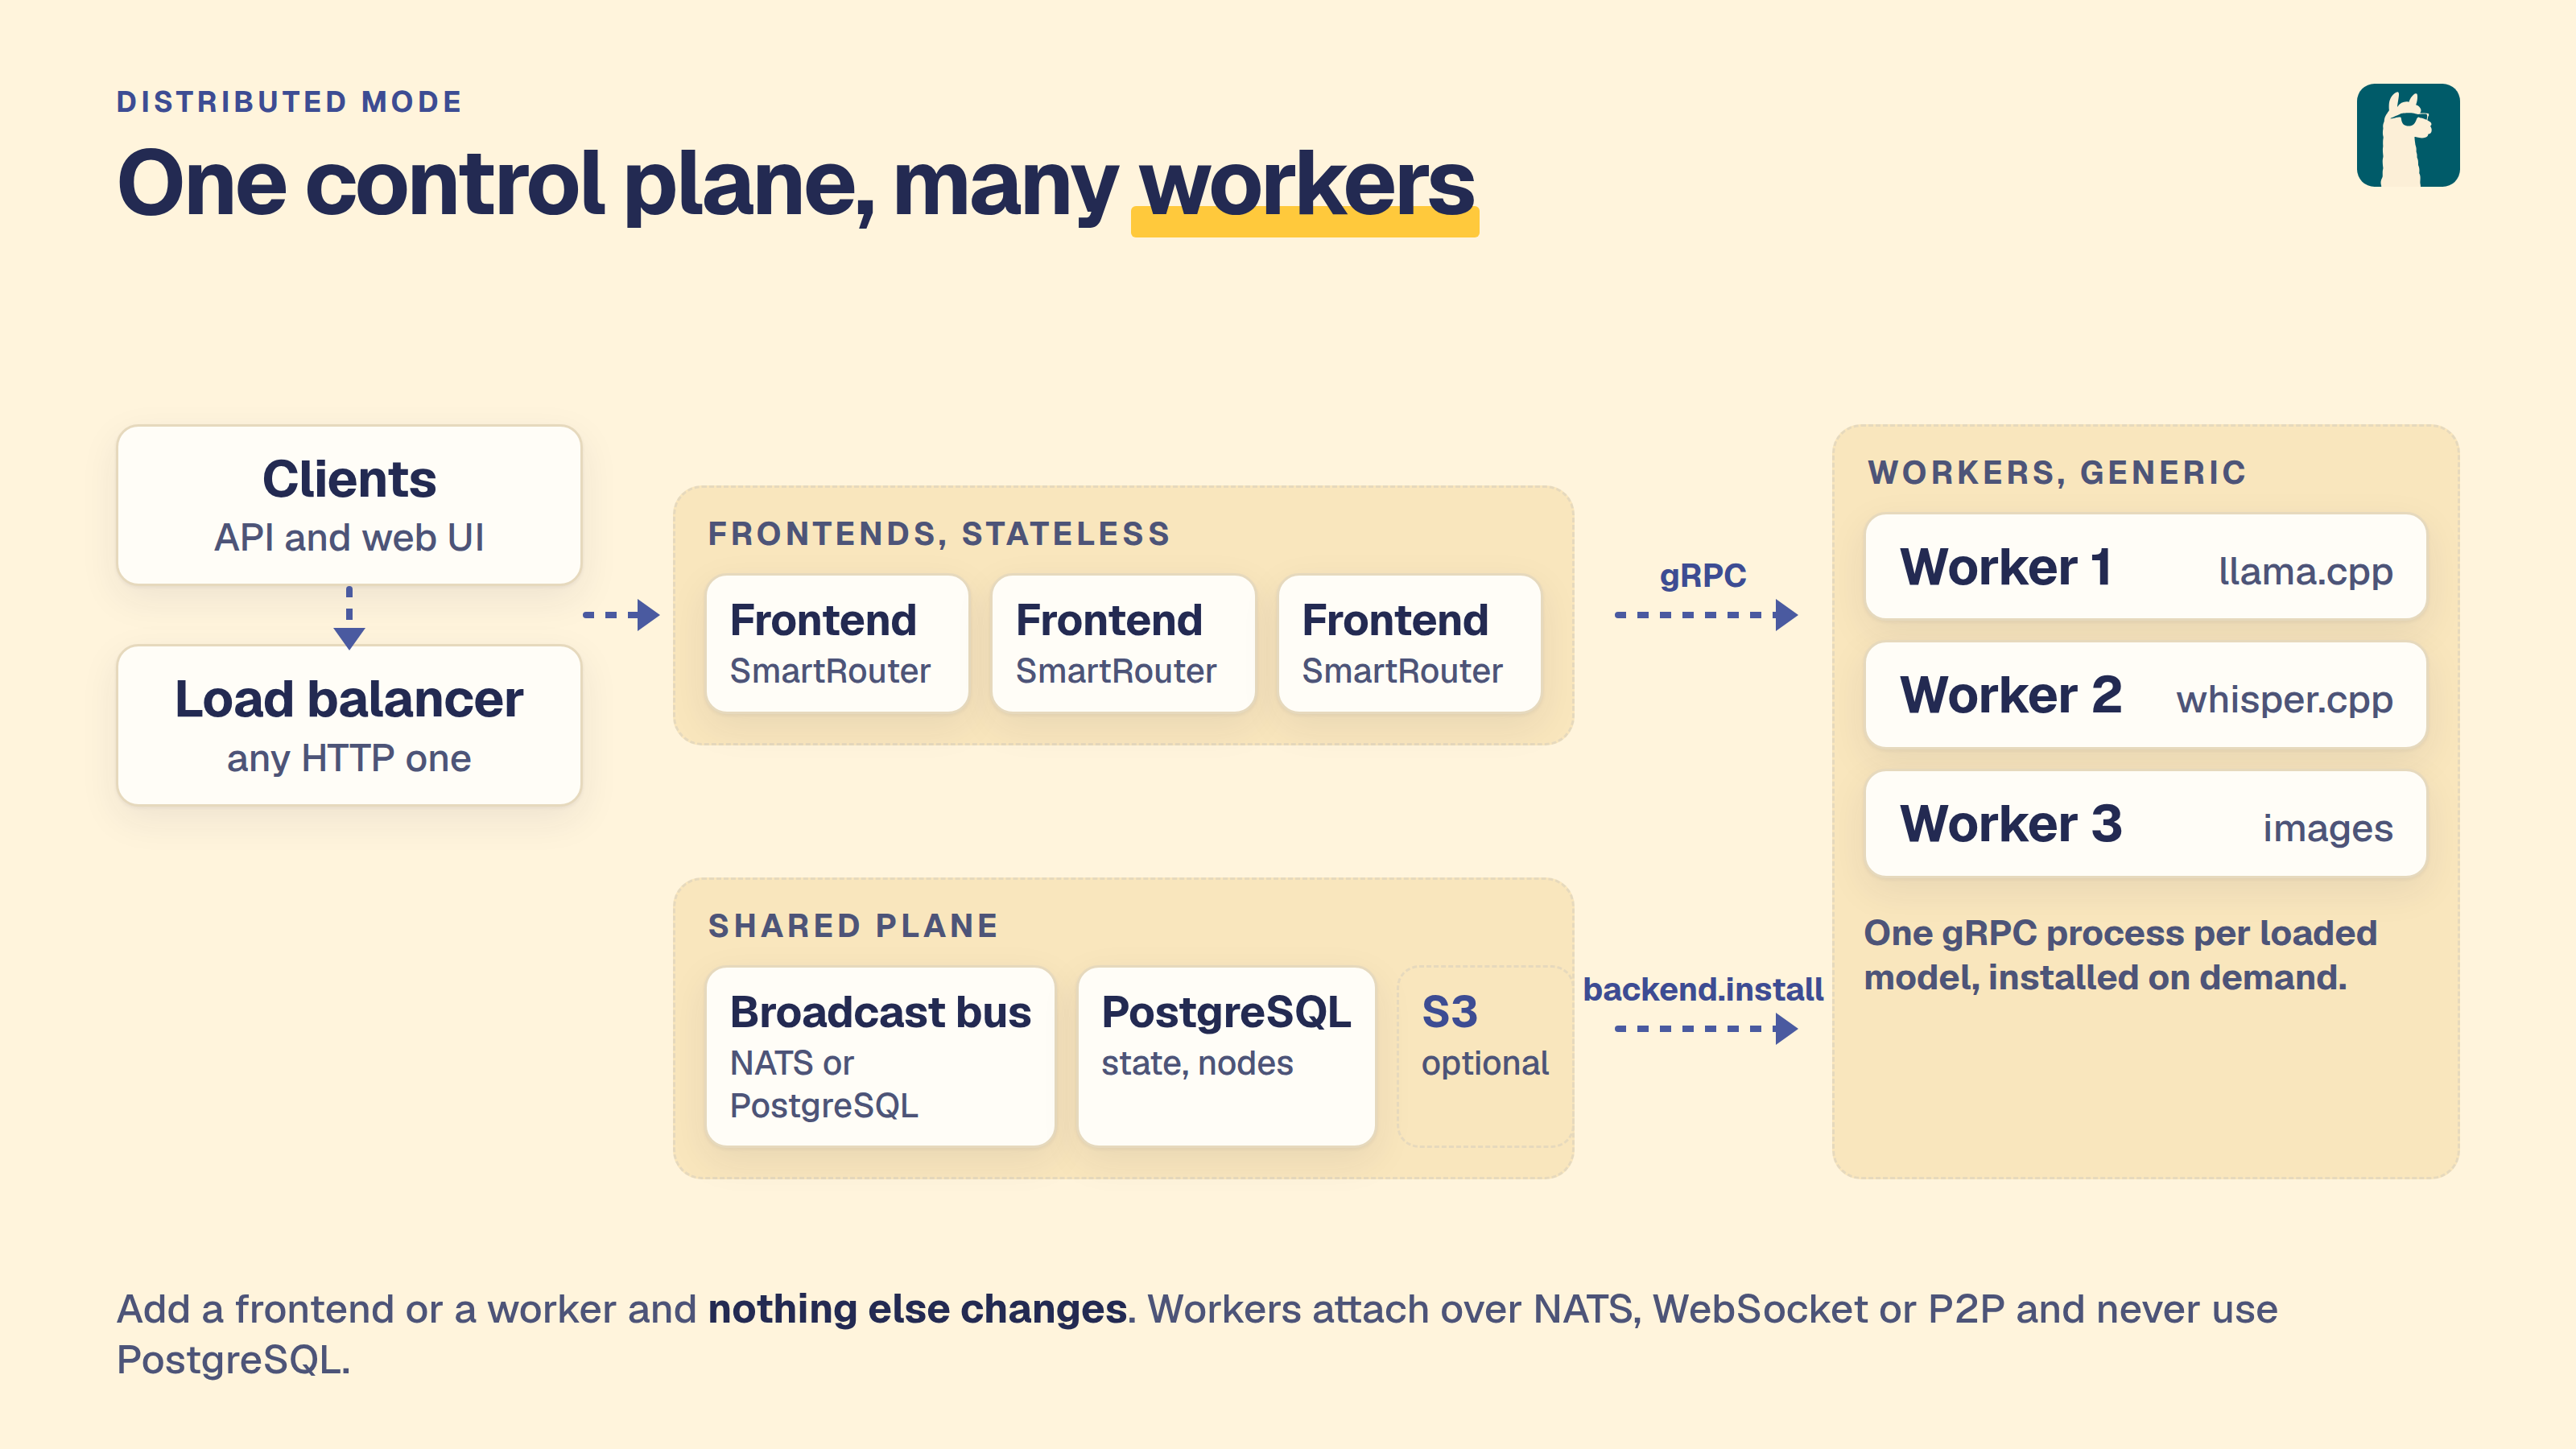 DISTRIBUTED MODE
One control plane, many workers
Clients
API and web UI
Load balancer
any HTTP one
FRONTENDS, STATELESS
Frontend
SmartRouter
Frontend
SmartRouter
Frontend
SmartRouter
SHARED PLANE
Broadcast bus
NATS or
PostgreSQL
PostgreSQL
state, nodes
S3
optional
gRPC
backend.install
WORKERS, GENERIC
Worker 1 llama.cpp
Worker 2 whisper.cpp
Worker 3 images
One gRPC process per loaded
model, installed on demand.
Add a frontend or a worker and nothing else changes. Workers attach over NATS, WebSocket or P2P and never use
PostgreSQL.